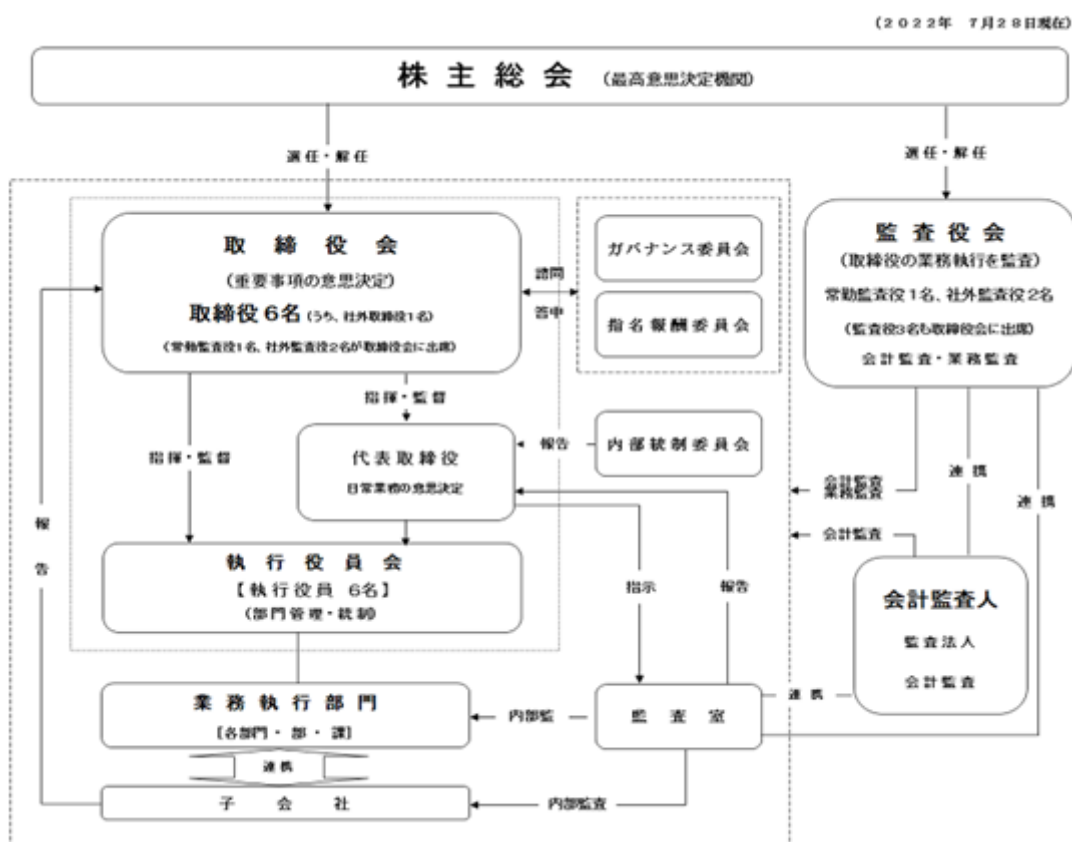 (2022年 7月28日現在)
株主総会 (最高意思決定機関)
選任・解任
選任・解任
取締役会
(重要事項の意思決定)
取締役6名 (うち、社外取締役1名)
(常勤監査役1名、社外監査役2名が取締役会に出席)
諮問
答申
ガバナンス委員会
指名報酬委員会
監査役会
(取締役の業務執行を監査)
常勤監査役1名、社外監査役2名
(監査役3名も取締役会に出席)
会計監査・業務監査
指揮・監督
指揮・監督
代表取締役
日常業務の意思決定
報告
内部統制委員会
会計監査
業務監査
連携
連携
会計監査
報告
執行役員会
【執行役員 6名】
(部門管理・統制)
指示
報告
会計監査人
監査法人
会計監査
業務執行部門
[各部門・部・課]
内部監
監査室
連携
連携
子会社
内部監査